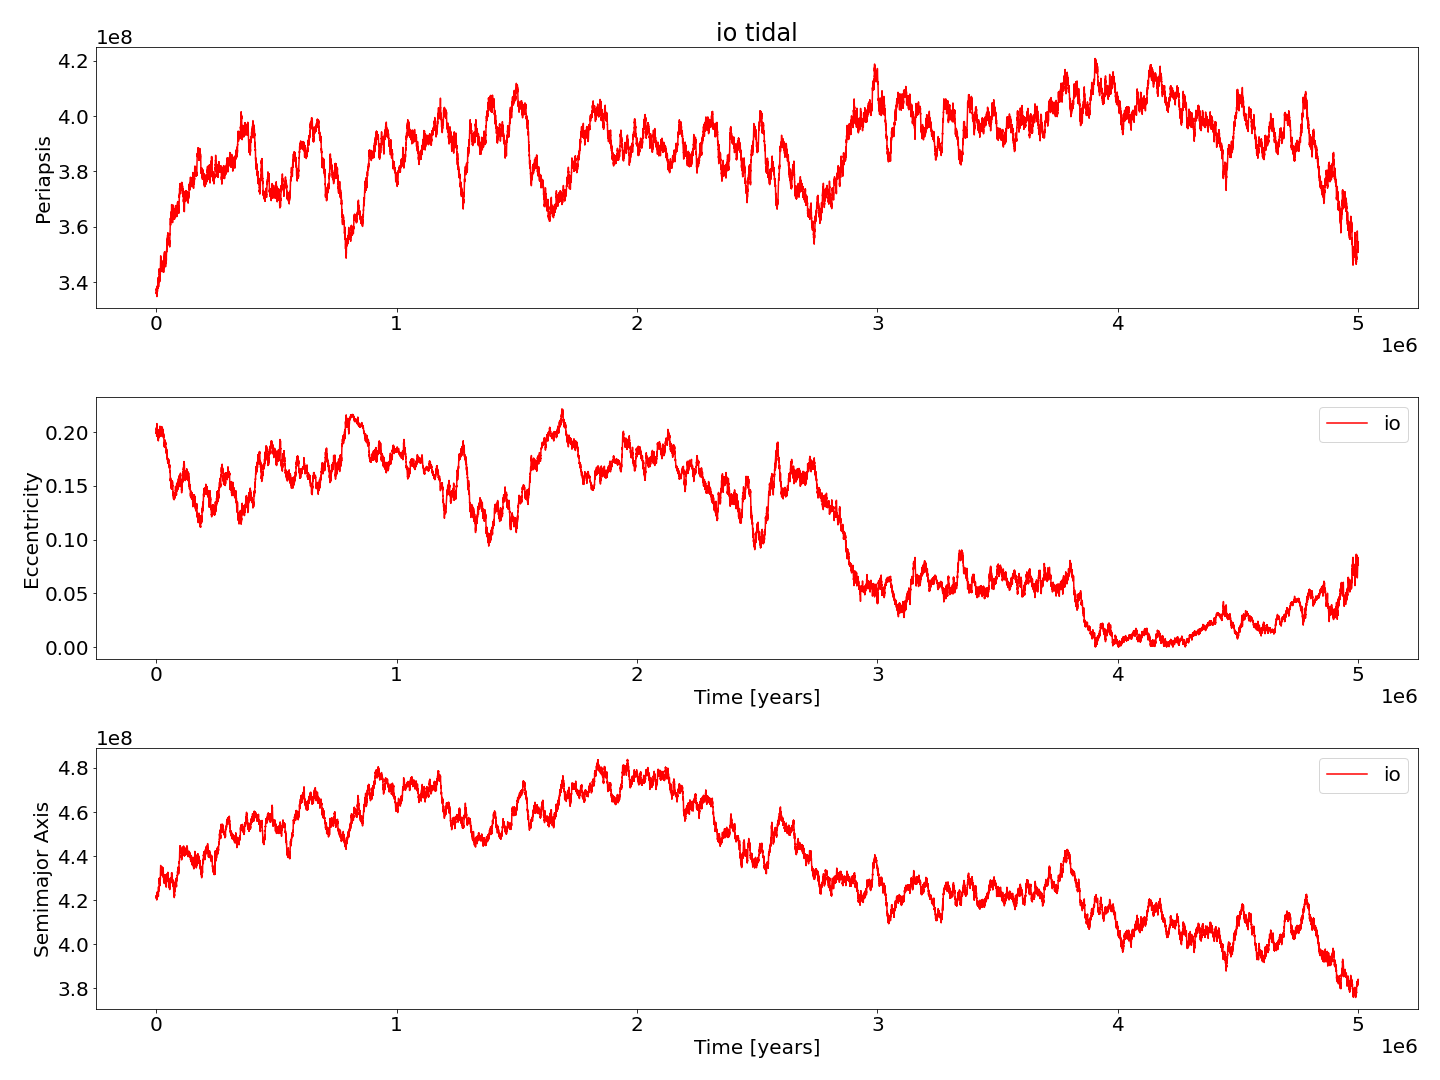 io tidal
1e8
Periapsis
4.2
4.0
3.8
3.6
3.4
0 1 2 3 4 5
1e6
io
Eccentricity
0.20
0.15
0.10
0.05
0.00
0 1 2 3 4 5
Time [years]
1e6
1e8
io
Semimajor Axis
4.8
4.6
4.4
4.2
4.0
3.8
0 1 2 3 4 5
Time [years]
1e6